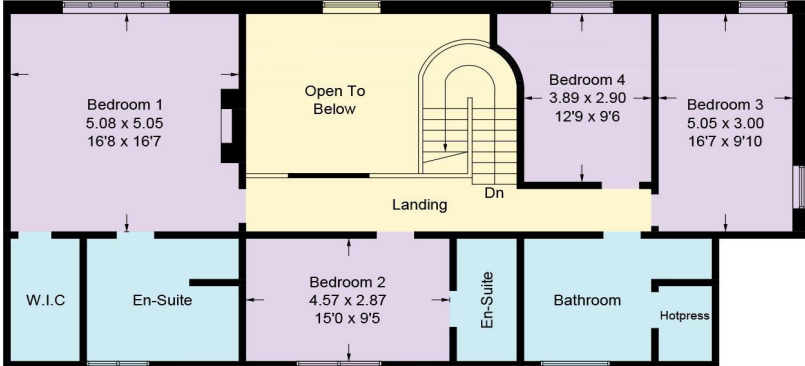 Bedroom 1
5.08 x 5.05
16'8 x 16'7
Open To
Below
Bedroom 4
3.89 x 2.90
12'9 x 9'6
Bedroom 3
5.05 x 3.00
16'7 x 9'10
Dn
Landing
W.I.C
En-Suite
Bedroom 2
4.57 x 2.87
15'0 x 9'5
En-Suite
Bathroom
Hotpress